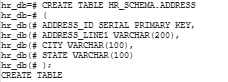 hr_db=# CREATE TABLE HR_SCHEMA.ADDRESS
hr_db-# (
hr_db(# ADDRESS_ID SERIAL PRIMARY KEY,
hr_db(# ADDRESS_LINE1 VARCHAR(200),
hr_db(# CITY VARCHAR(100),
hr_db(# STATE VARCHAR(100)
hr_db(# );
CREATE TABLE